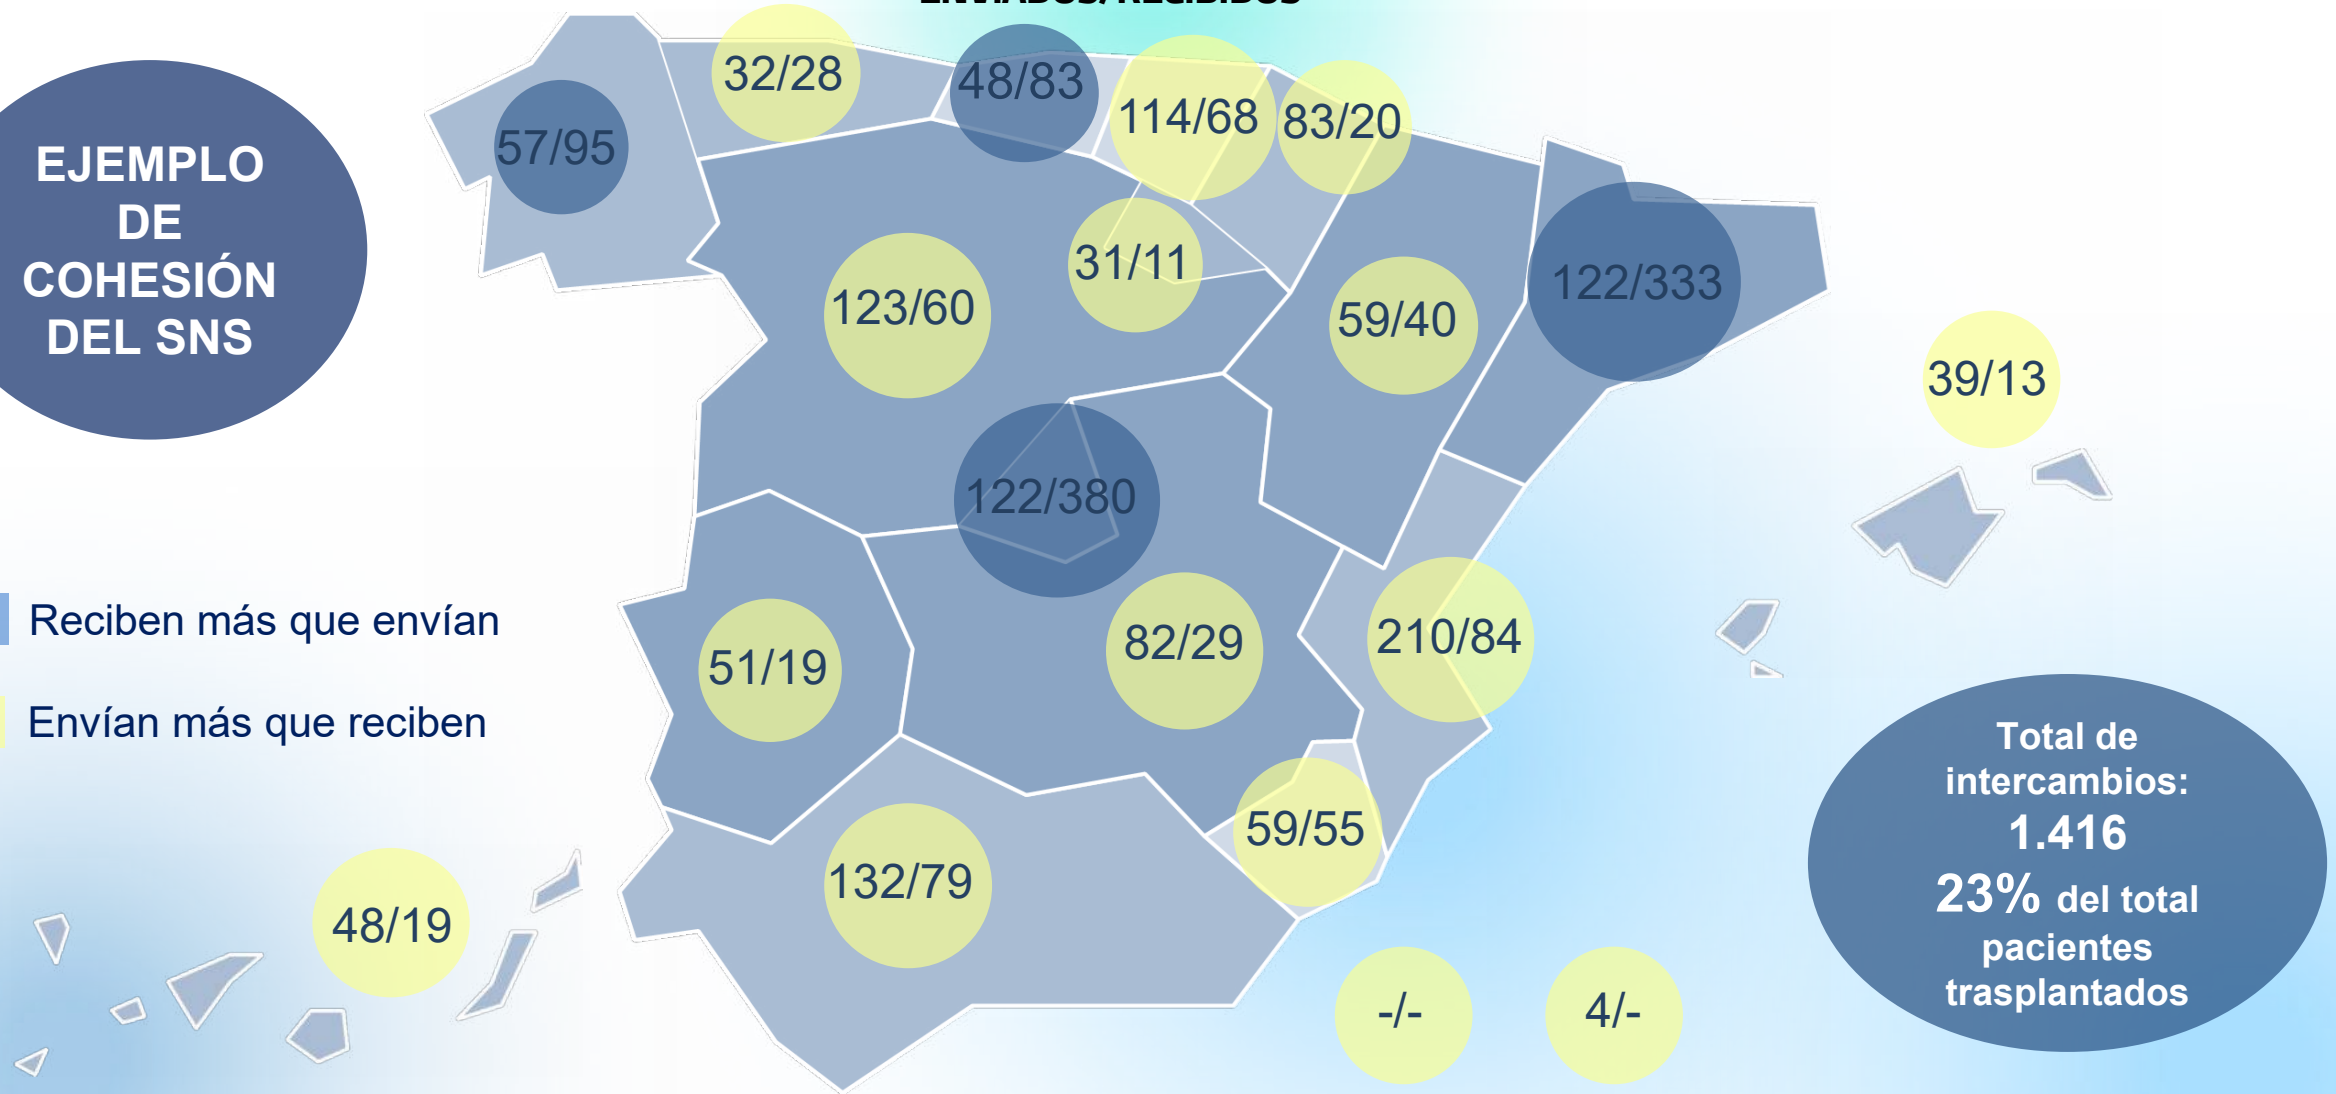 ENVIADOS/RECIBIDOS
EJEMPLO
DE
COHESIÓN
DEL SNS
32/28
48/83
114/68
83/20
57/95
31/11
123/60
59/40
122/333
39/13
122/380
Reciben más que envían
Envían más que reciben
51/19
82/29
210/84
59/55
132/79
48/19
-/-
4/-
Total de
intercambios:
1.416
23% del total
pacientes
trasplantados